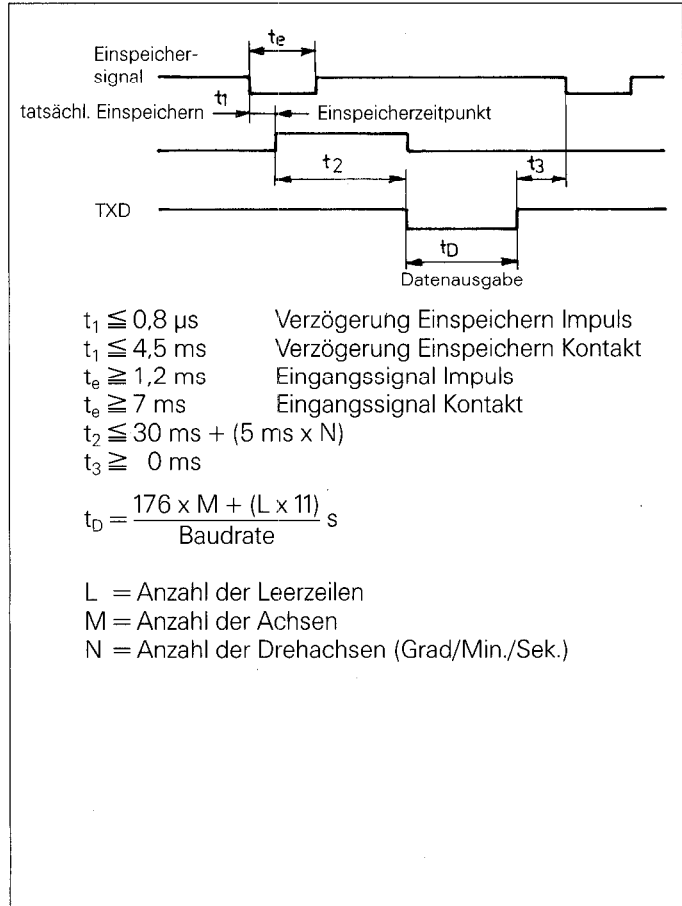 tₑ
Einspeicher-
signal
t₁
tatsächl. Einspeichern
Einspeicherzeitpunkt
t₂
t₃
TXD
t_D
Datenausgabe
t₁ ≦ 0,8 µs Verzögerung Einspeichern Impuls
t₁ ≦ 4,5 ms Verzögerung Einspeichern Kontakt
tₑ ≧ 1,2 ms Eingangssignal Impuls
tₑ ≧ 7 ms Eingangssignal Kontakt
t₂ ≦ 30 ms + (5 ms x N)
t₃ ≧ 0 ms
t_D = 176 x M + (L x 11) / Baudrate s
L = Anzahl der Leerzeilen
M = Anzahl der Achsen
N = Anzahl der Drehachsen (Grad/Min./Sek.)